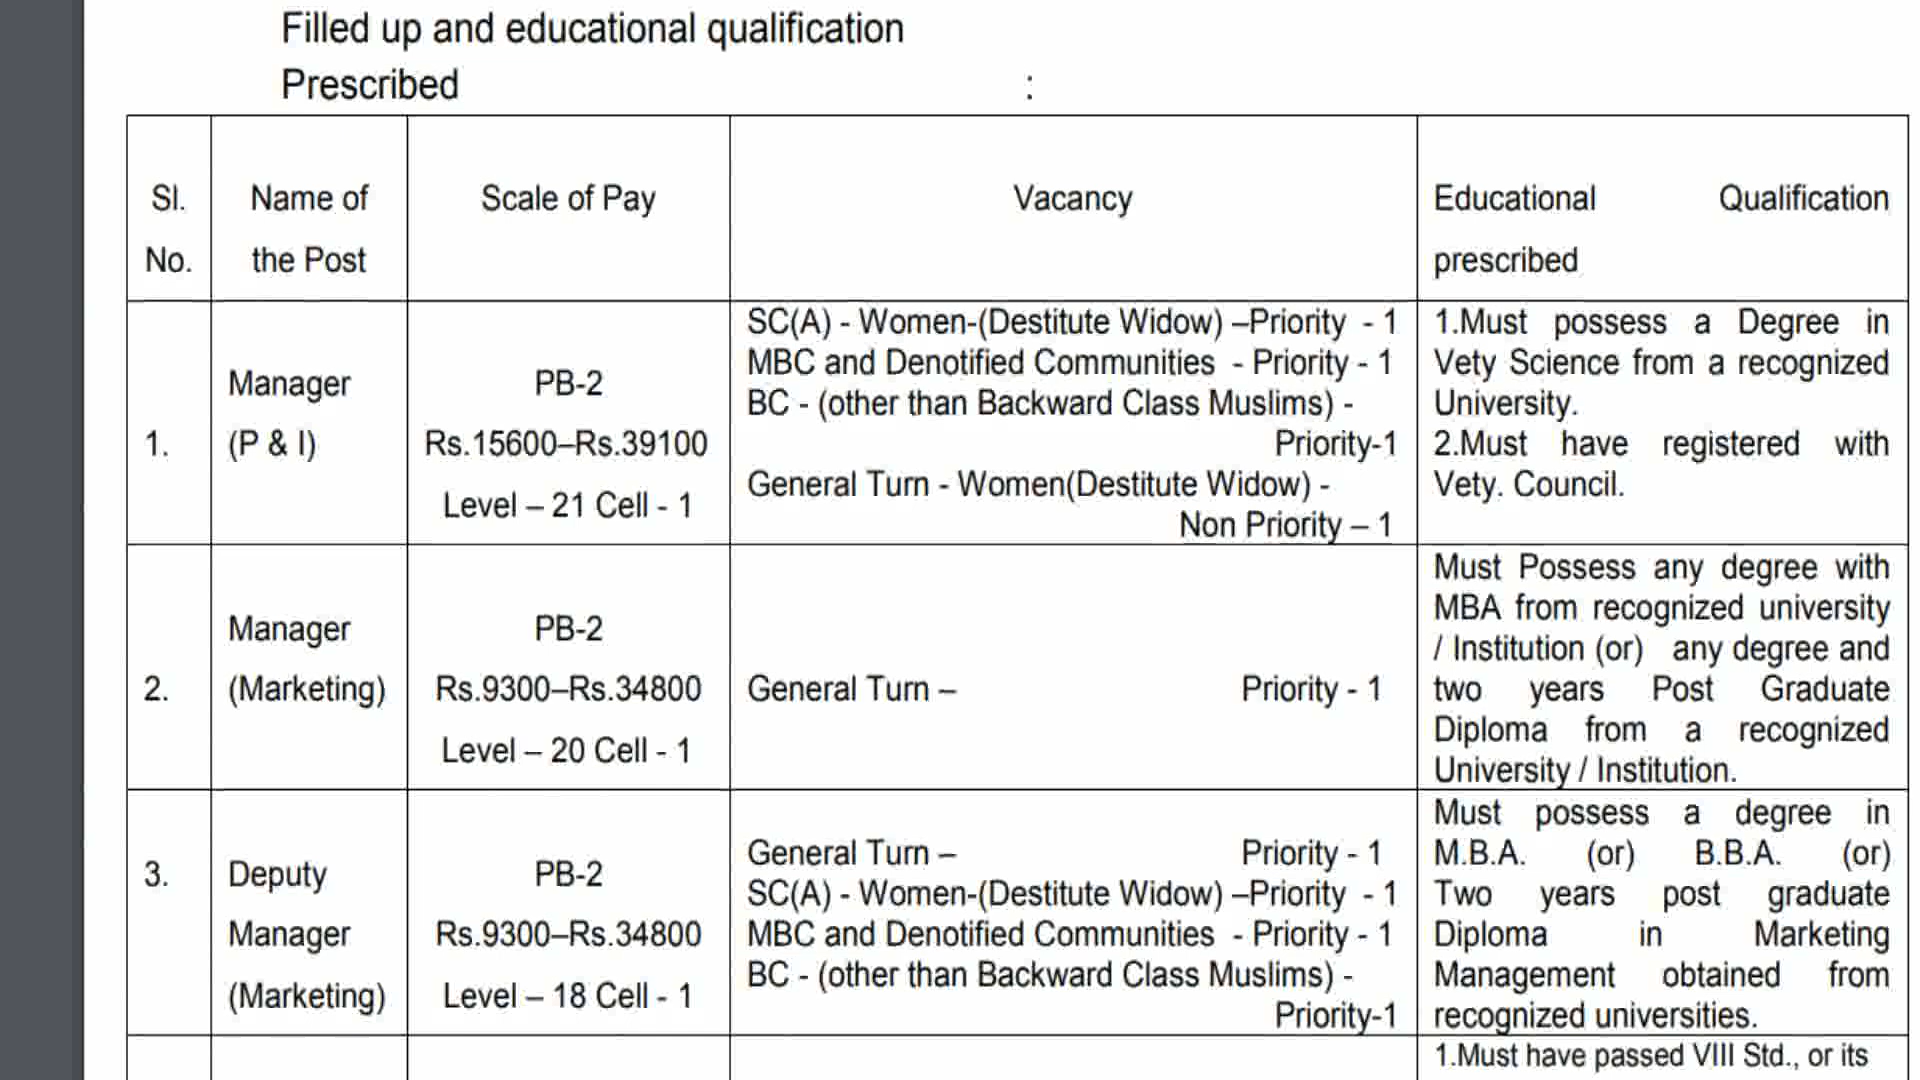 Filled up and educational qualification
Prescribed :
Sl.
No.
Name of
the Post
Scale of Pay
Vacancy
Educational Qualification
prescribed
1.
Manager
(P & I)
PB-2
Rs.15600–Rs.39100
Level – 21 Cell - 1
SC(A) - Women-(Destitute Widow) –Priority - 1
MBC and Denotified Communities - Priority - 1
BC - (other than Backward Class Muslims) -
Priority-1
General Turn - Women(Destitute Widow) -
Non Priority – 1
1.Must possess a Degree in
Vety Science from a recognized
University.
2.Must have registered with
Vety. Council.
2.
Manager
(Marketing)
PB-2
Rs.9300–Rs.34800
Level – 20 Cell - 1
General Turn – Priority - 1
Must Possess any degree with
MBA from recognized university
/ Institution (or) any degree and
two years Post Graduate
Diploma from a recognized
University / Institution.
3.
Deputy
Manager
(Marketing)
PB-2
Rs.9300–Rs.34800
Level – 18 Cell - 1
General Turn – Priority - 1
SC(A) - Women-(Destitute Widow) –Priority - 1
MBC and Denotified Communities - Priority - 1
BC - (other than Backward Class Muslims) -
Priority-1
Must possess a degree in
M.B.A. (or) B.B.A. (or)
Two years post graduate
Diploma in Marketing
Management obtained from
recognized universities.
1.Must have passed VIII Std., or its